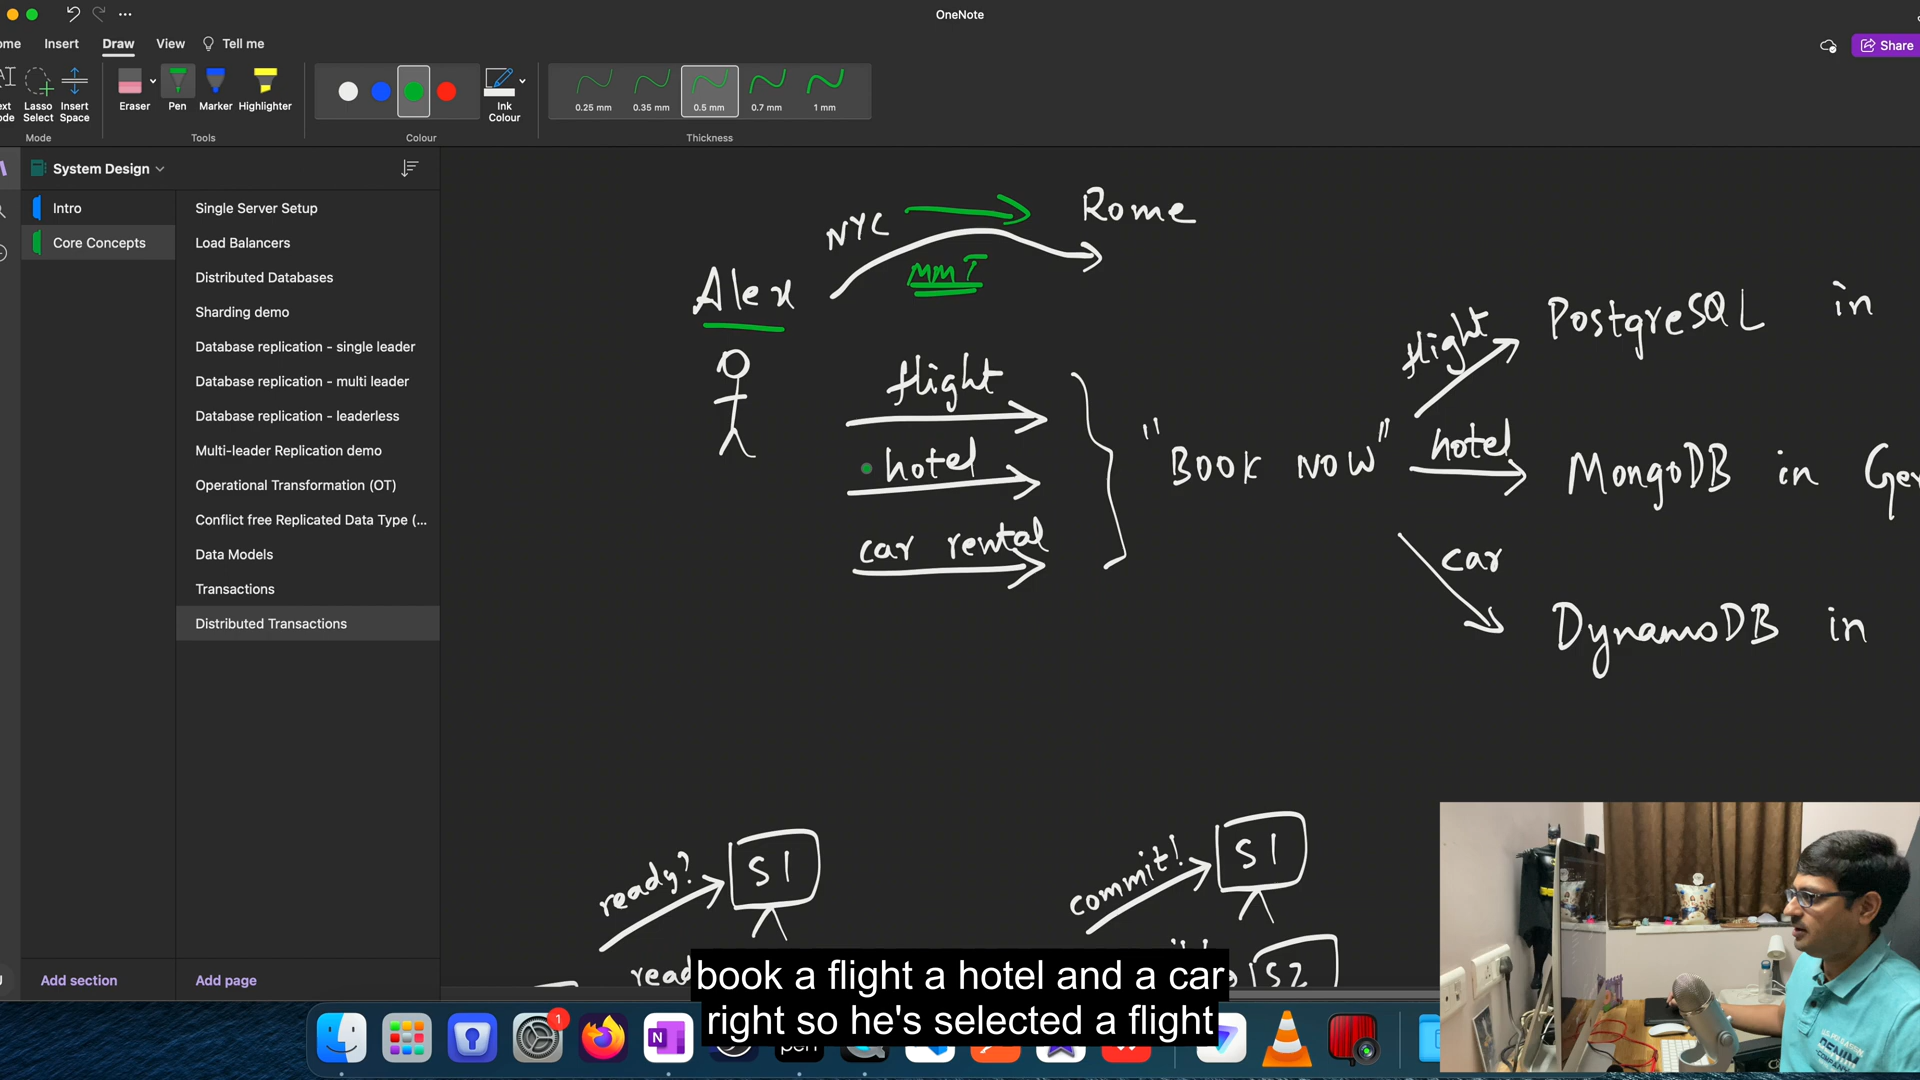 OneNote
Insert
Draw
View
Tell me
Share
Lasso Select
Insert Space
Eraser
Pen
Marker
Highlighter
Ink Colour
0.25 mm
0.35 mm
0.5 mm
0.7 mm
1 mm
Mode
Tools
Colour
Thickness
System Design
Intro
Core Concepts
Single Server Setup
Load Balancers
Distributed Databases
Sharding demo
Database replication - single leader
Database replication - multi leader
Database replication - leaderless
Multi-leader Replication demo
Operational Transformation (OT)
Conflict free Replicated Data Type (...
Data Models
Transactions
Distributed Transactions
Add section
Add page
NYC
Rome
MMT
Alex
flight
hotel
car rental
"BOOK NOW"
flight
PostgreSQL in
hotel
MongoDB in Ger
car
DynamoDB in
ready?
S1
commit!
S1
S2
book a flight a hotel and a car
right so he's selected a flight
1